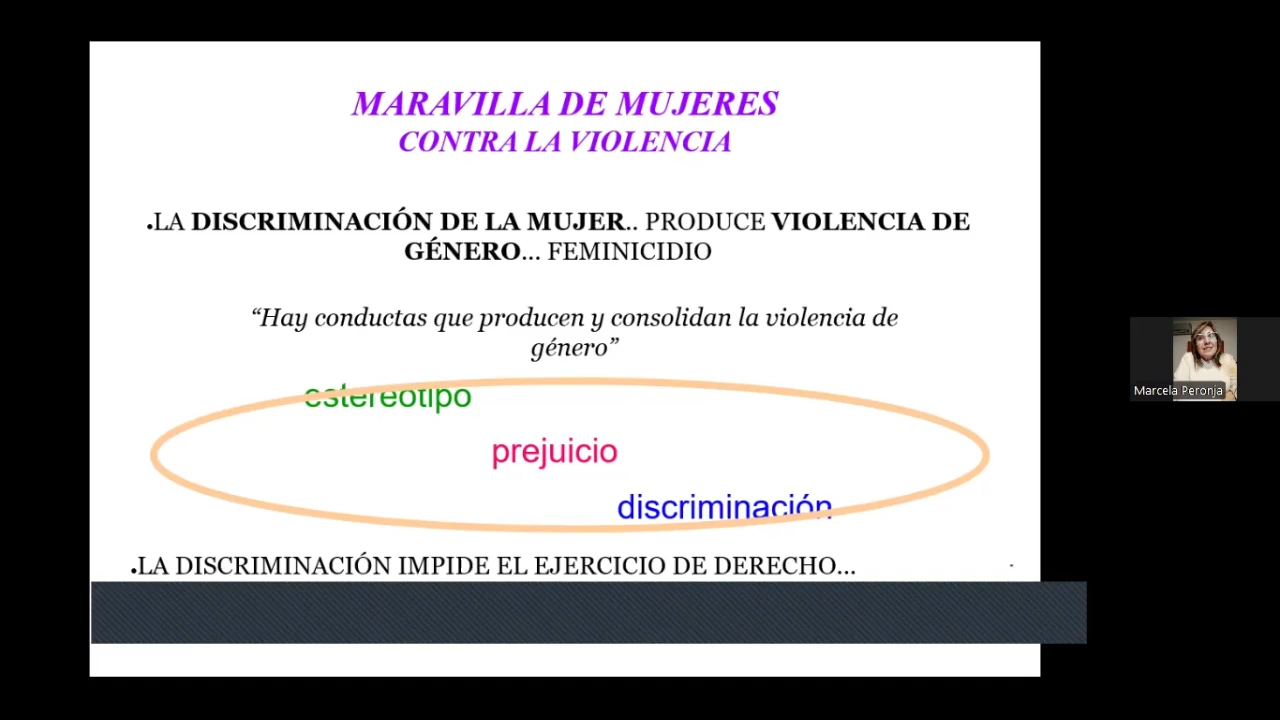 MARAVILLA DE MUJERES
CONTRA LA VIOLENCIA
•LA DISCRIMINACIÓN DE LA MUJER.. PRODUCE VIOLENCIA DE
GÉNERO... FEMINICIDIO
“Hay conductas que producen y consolidan la violencia de
género”
estereotipo
prejuicio
discriminación
•LA DISCRIMINACIÓN IMPIDE EL EJERCICIO DE DERECHO...
Marcela Peronja